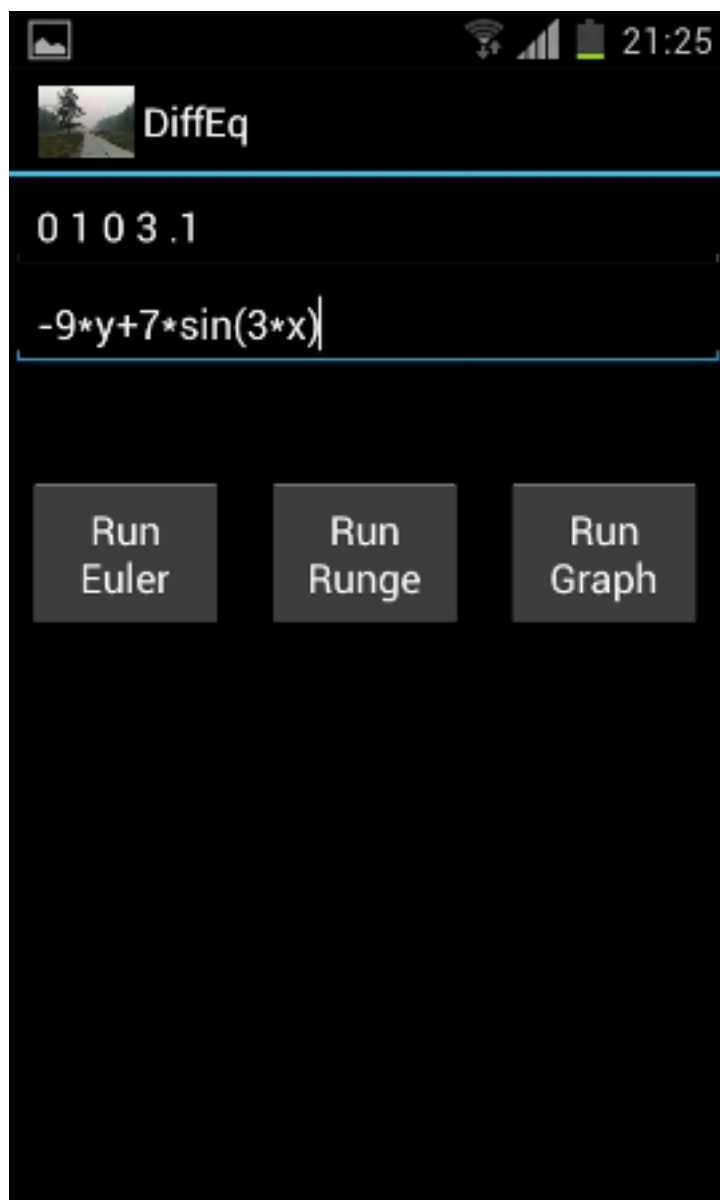 21:25
DiffEq
0 1 0 3 .1
-9*y+7*sin(3*x)
Run
Euler
Run
Runge
Run
Graph